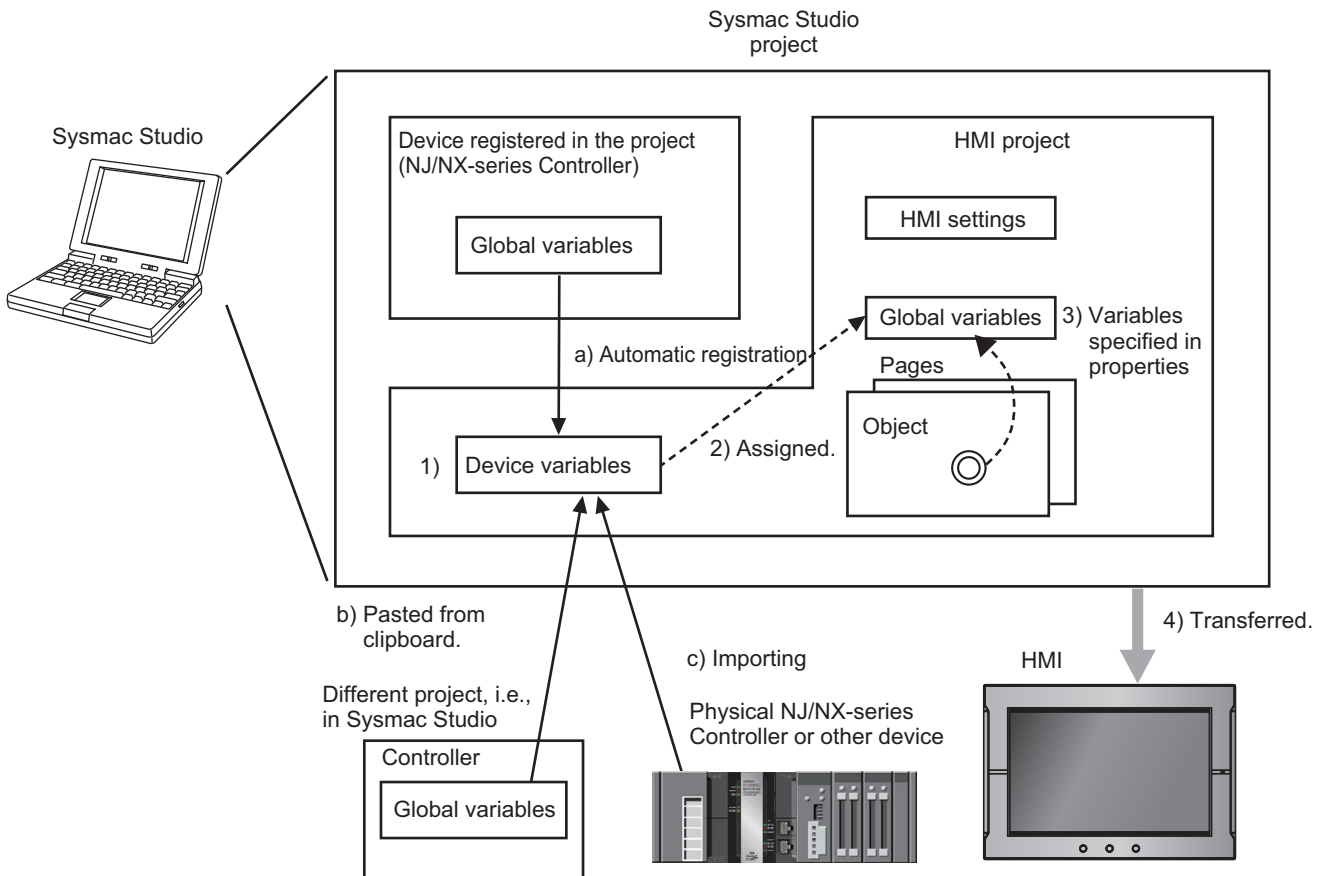 Sysmac Studio
project
Sysmac Studio
Device registered in the project
(NJ/NX-series Controller)
Global variables
HMI project
HMI settings
Global variables
3) Variables
specified in
properties
a) Automatic registration
Pages
Object
1)
Device variables
2) Assigned.
b) Pasted from
clipboard.
4) Transferred.
c) Importing
HMI
Different project, i.e.,
in Sysmac Studio
Physical NJ/NX-series
Controller or other device
Controller
Global variables